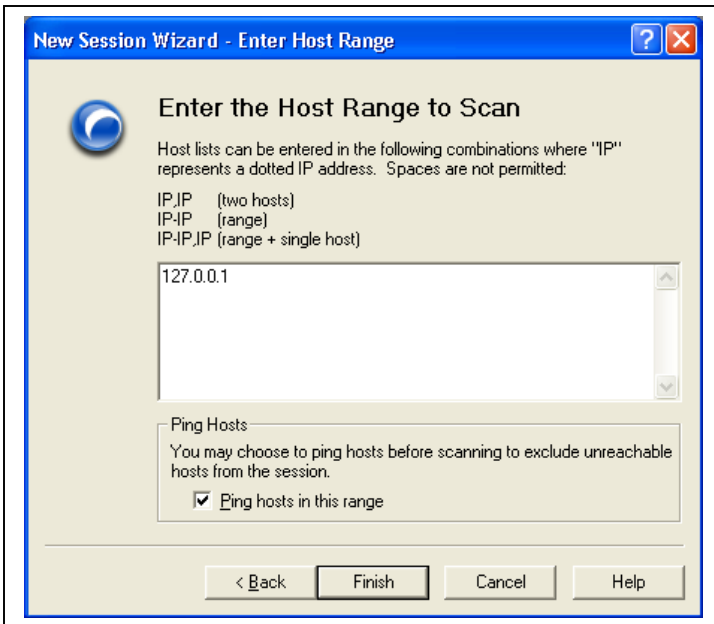 New Session Wizard - Enter Host Range
Enter the Host Range to Scan
Host lists can be entered in the following combinations where "IP"
represents a dotted IP address. Spaces are not permitted:
IP,IP (two hosts)
IP-IP (range)
IP-IP,IP (range + single host)
127.0.0.1
Ping Hosts
You may choose to ping hosts before scanning to exclude unreachable
hosts from the session.
Ping hosts in this range
< Back Finish Cancel Help